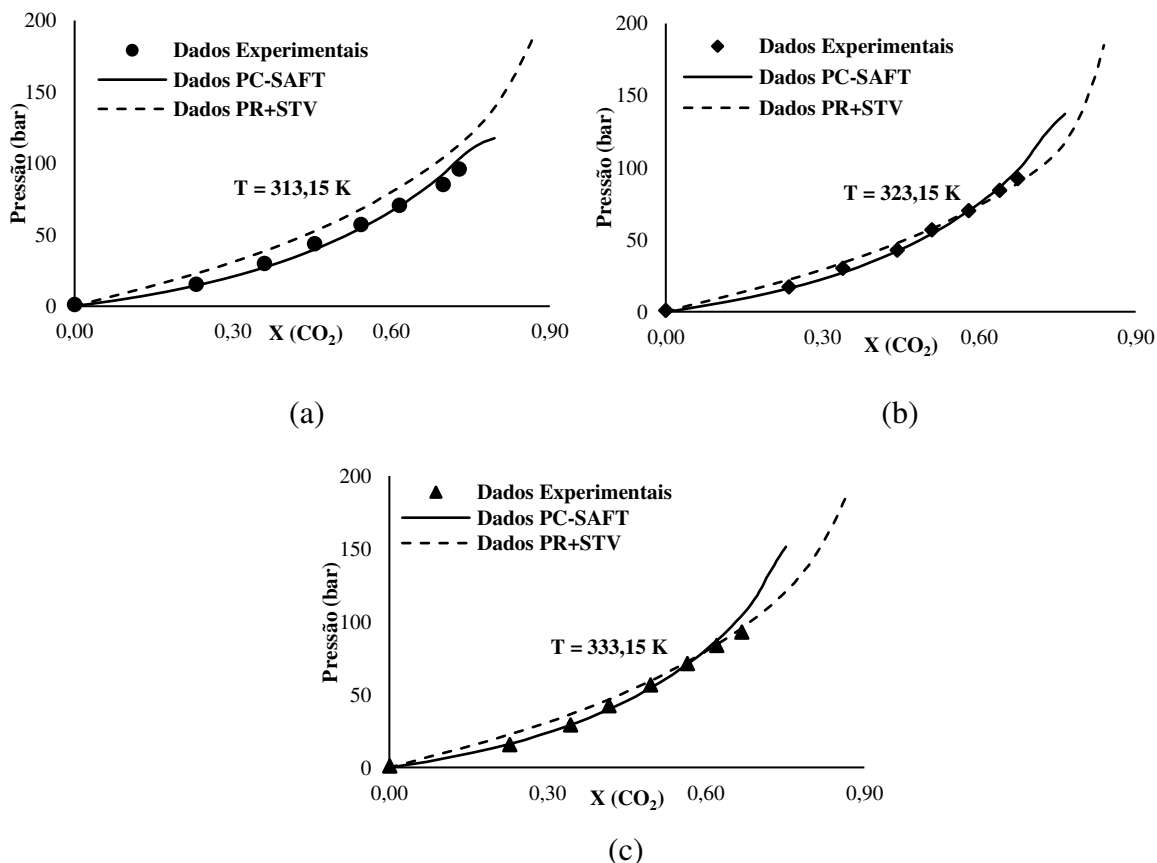 200
Dados Experimentais
Dados PC-SAFT
Dados PR+STV
150
Pressão (bar)
100
T = 313,15 K
50
0
0,00
0,30
0,60
0,90
X (CO₂)
(a)
200
Dados Experimentais
Dados PC-SAFT
Dados PR+STV
150
Pressão (bar)
100
T = 323,15 K
50
0
0,00
0,30
0,60
0,90
X (CO₂)
(b)
200
Dados Experimentais
Dados PC-SAFT
Dados PR+STV
150
Pressão (bar)
100
T = 333,15 K
50
0
0,00
0,30
0,60
0,90
X (CO₂)
(c)